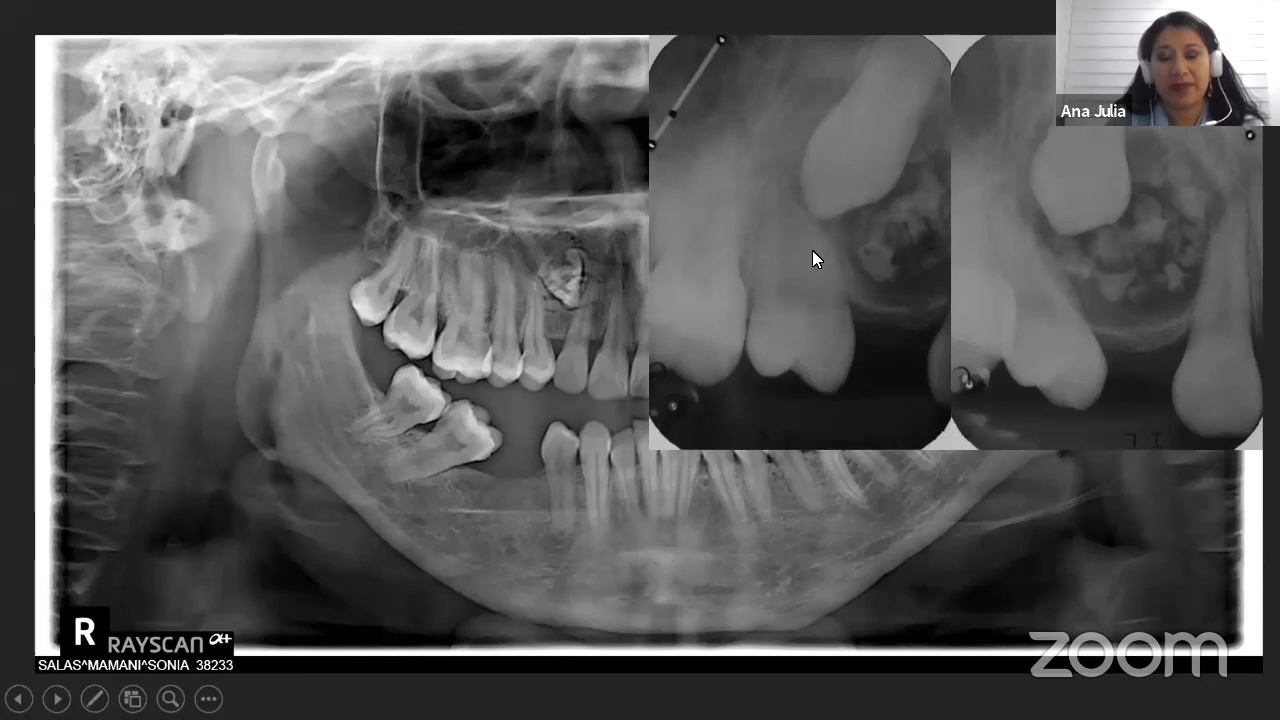 Ana Julia
R
RAYSCAN α+
SALAS^MAMANI^SONIA 38233
zoom